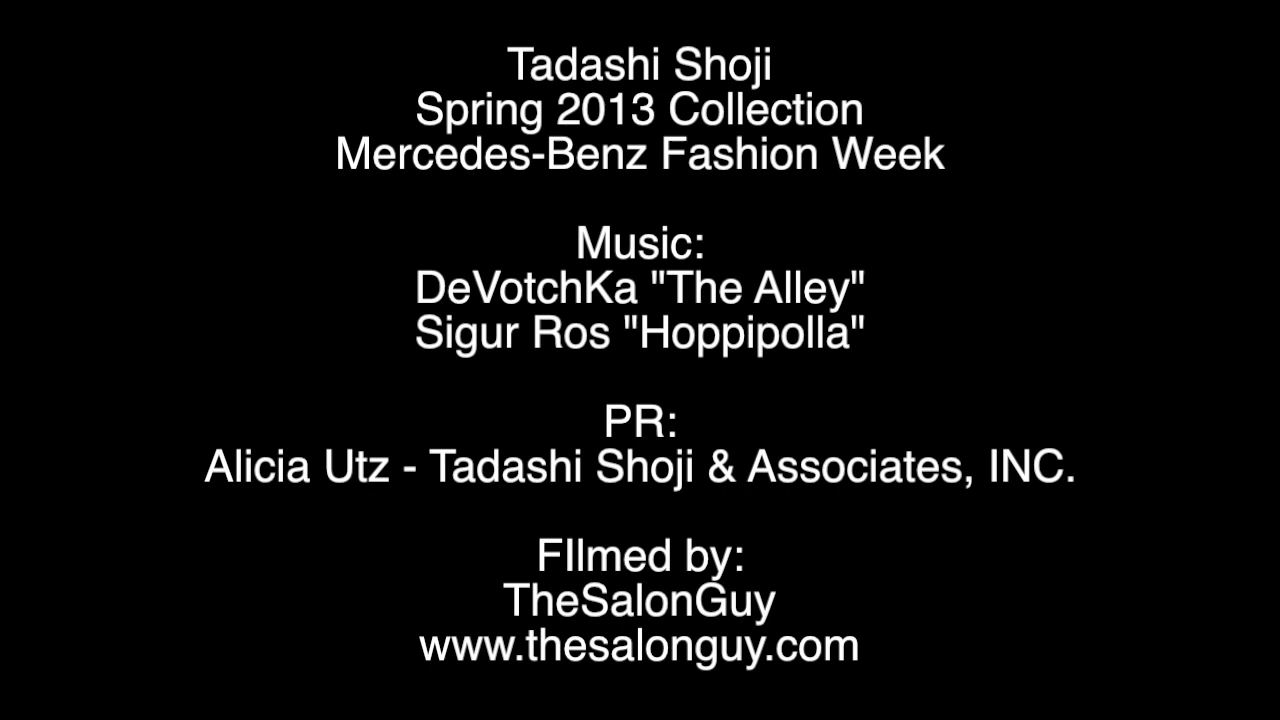 Tadashi Shoji
Spring 2013 Collection
Mercedes-Benz Fashion Week
Music:
DeVotchKa "The Alley"
Sigur Ros "Hoppipolla"
PR:
Alicia Utz - Tadashi Shoji & Associates, INC.
FIlmed by:
TheSalonGuy
www.thesalonguy.com